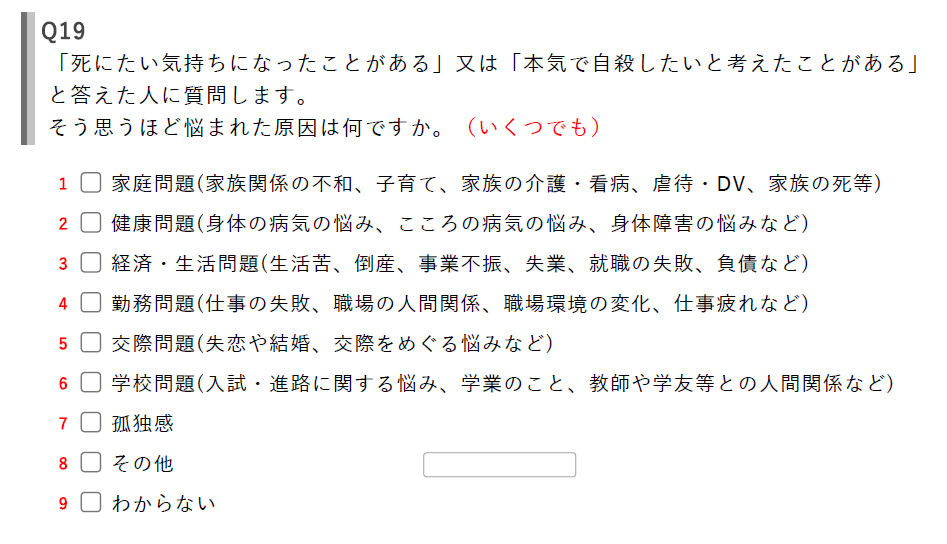 Q19
「死にたい気持ちになったことがある」又は「本気で自殺したいと考えたことがある」
と答えた人に質問します。
そう思うほど悩まれた原因は何ですか。（いくつでも）
1 家庭問題(家族関係の不和、子育て、家族の介護・看病、虐待・DV、家族の死等)
2 健康問題(身体の病気の悩み、こころの病気の悩み、身体障害の悩みなど)
3 経済・生活問題(生活苦、倒産、事業不振、失業、就職の失敗、負債など)
4 勤務問題(仕事の失敗、職場の人間関係、職場環境の変化、仕事疲れなど)
5 交際問題(失恋や結婚、交際をめぐる悩みなど)
6 学校問題(入試・進路に関する悩み、学業のこと、教師や学友等との人間関係など)
7 孤独感
8 その他
9 わからない